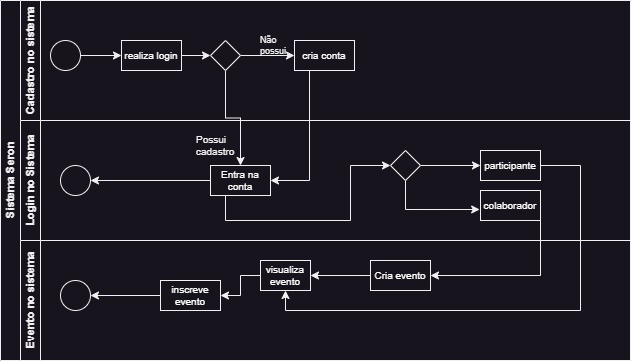 Sistema Seron
Cadastro no sistema
realiza login
Não
possui
cria conta
Login no Sistema
Possui
cadastro
Entra na
conta
participante
colaborador
Evento no sistema
inscreve
evento
visualiza
evento
Cria evento